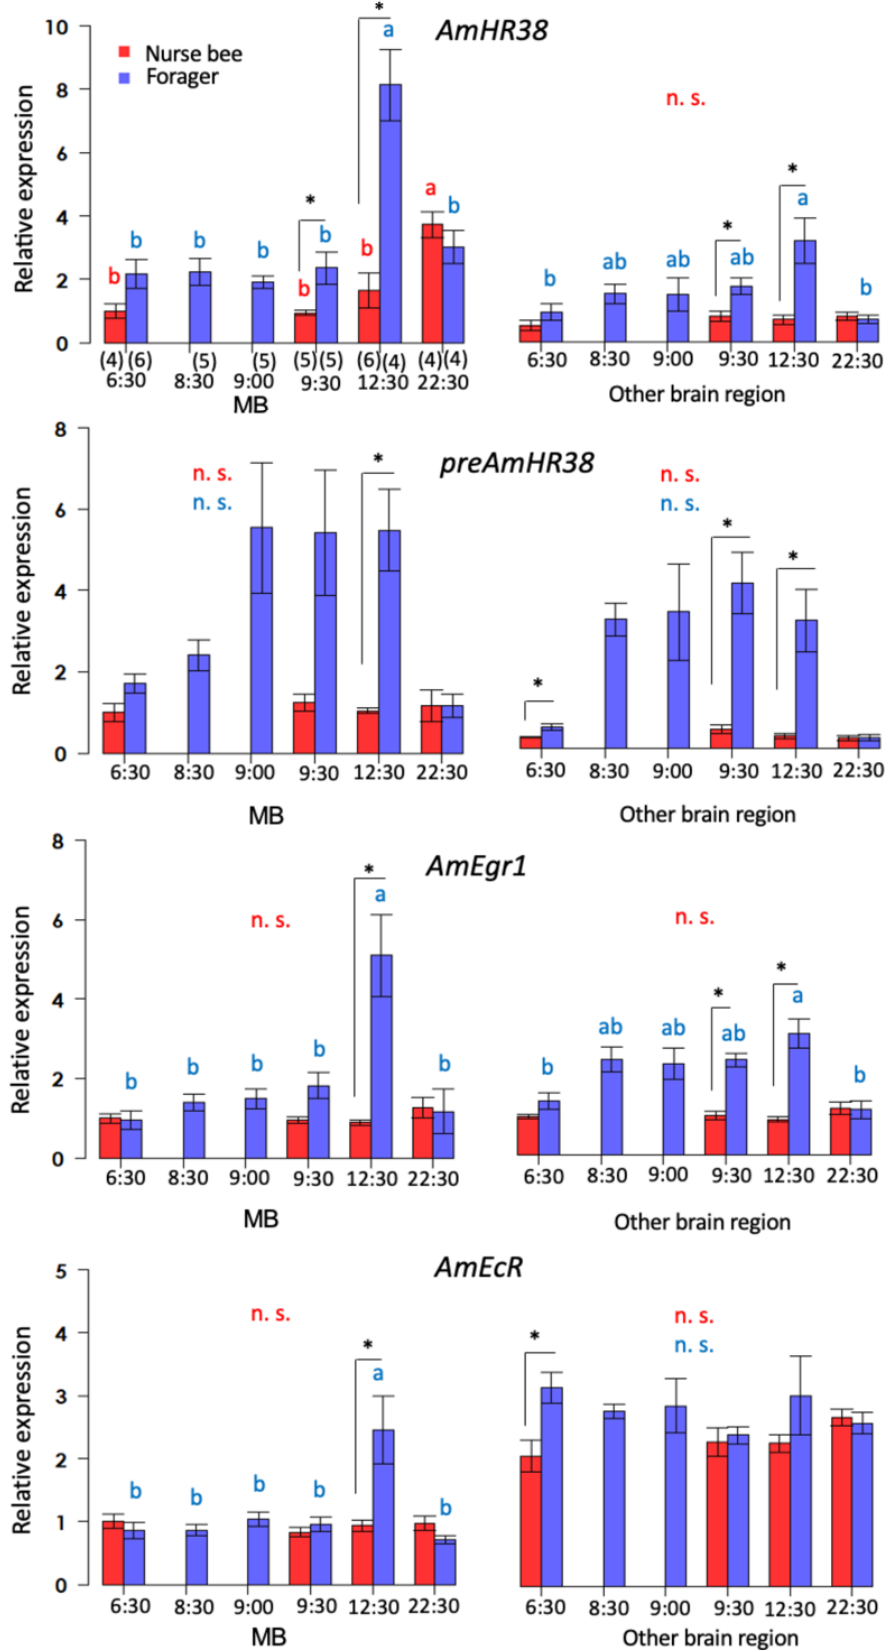 AmHR38
Relative expression
10
8
6
4
2
0
Nurse bee
Forager
b b b b b b * b b * a a b
(4)(6) (5) (5) (5)(5) (6)(4) (4)(4)
6:30 8:30 9:00 9:30 12:30 22:30
MB
n. s.
b ab ab * ab * a b
6:30 8:30 9:00 9:30 12:30 22:30
Other brain region
preAmHR38
Relative expression
8
6
4
2
0
n. s.
n. s.
*
6:30 8:30 9:00 9:30 12:30 22:30
MB
n. s.
n. s.
* * *
6:30 8:30 9:00 9:30 12:30 22:30
Other brain region
AmEgr1
Relative expression
8
6
4
2
0
n. s.
b b b b * a b
6:30 8:30 9:00 9:30 12:30 22:30
MB
n. s.
b ab ab * ab * a b
6:30 8:30 9:00 9:30 12:30 22:30
Other brain region
AmEcR
Relative expression
5
4
3
2
1
0
n. s.
b b b b * a b
6:30 8:30 9:00 9:30 12:30 22:30
MB
n. s.
n. s.
*
6:30 8:30 9:00 9:30 12:30 22:30
Other brain region